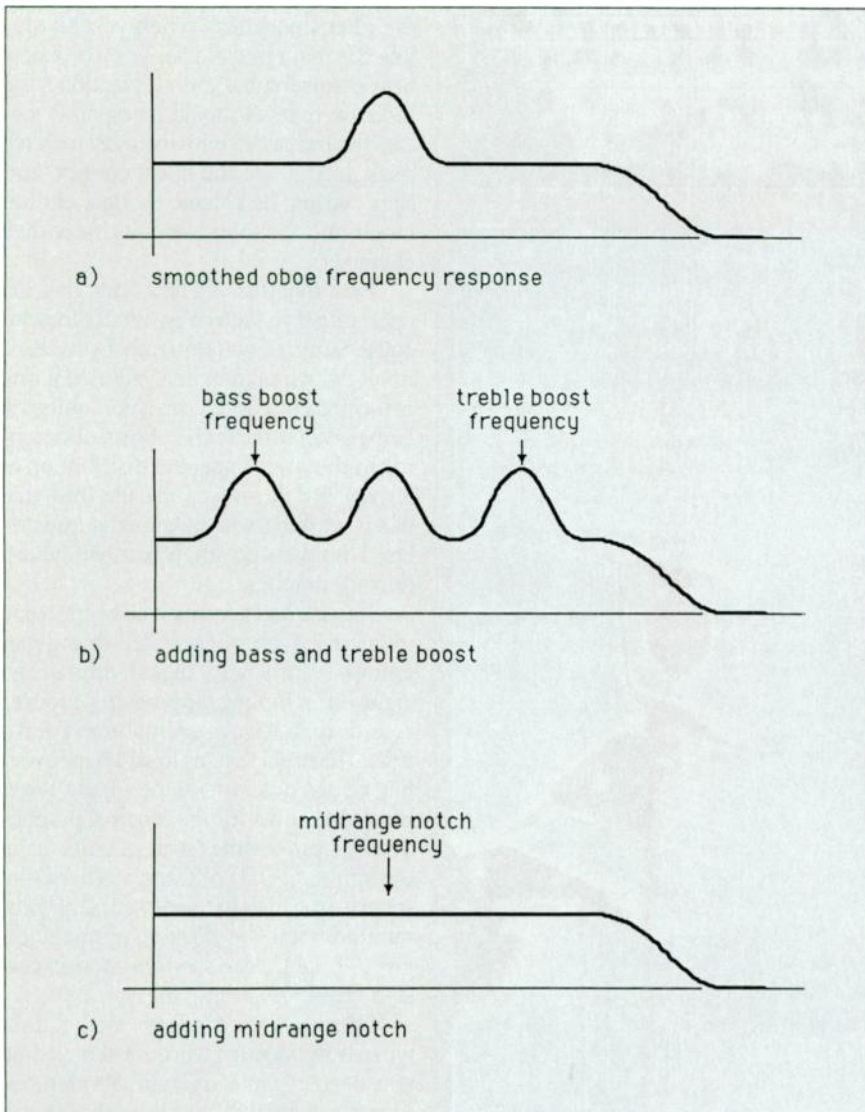 a) smoothed oboe frequency response
bass boost
frequency
treble boost
frequency
b) adding bass and treble boost
midrange notch
frequency
c) adding midrange notch